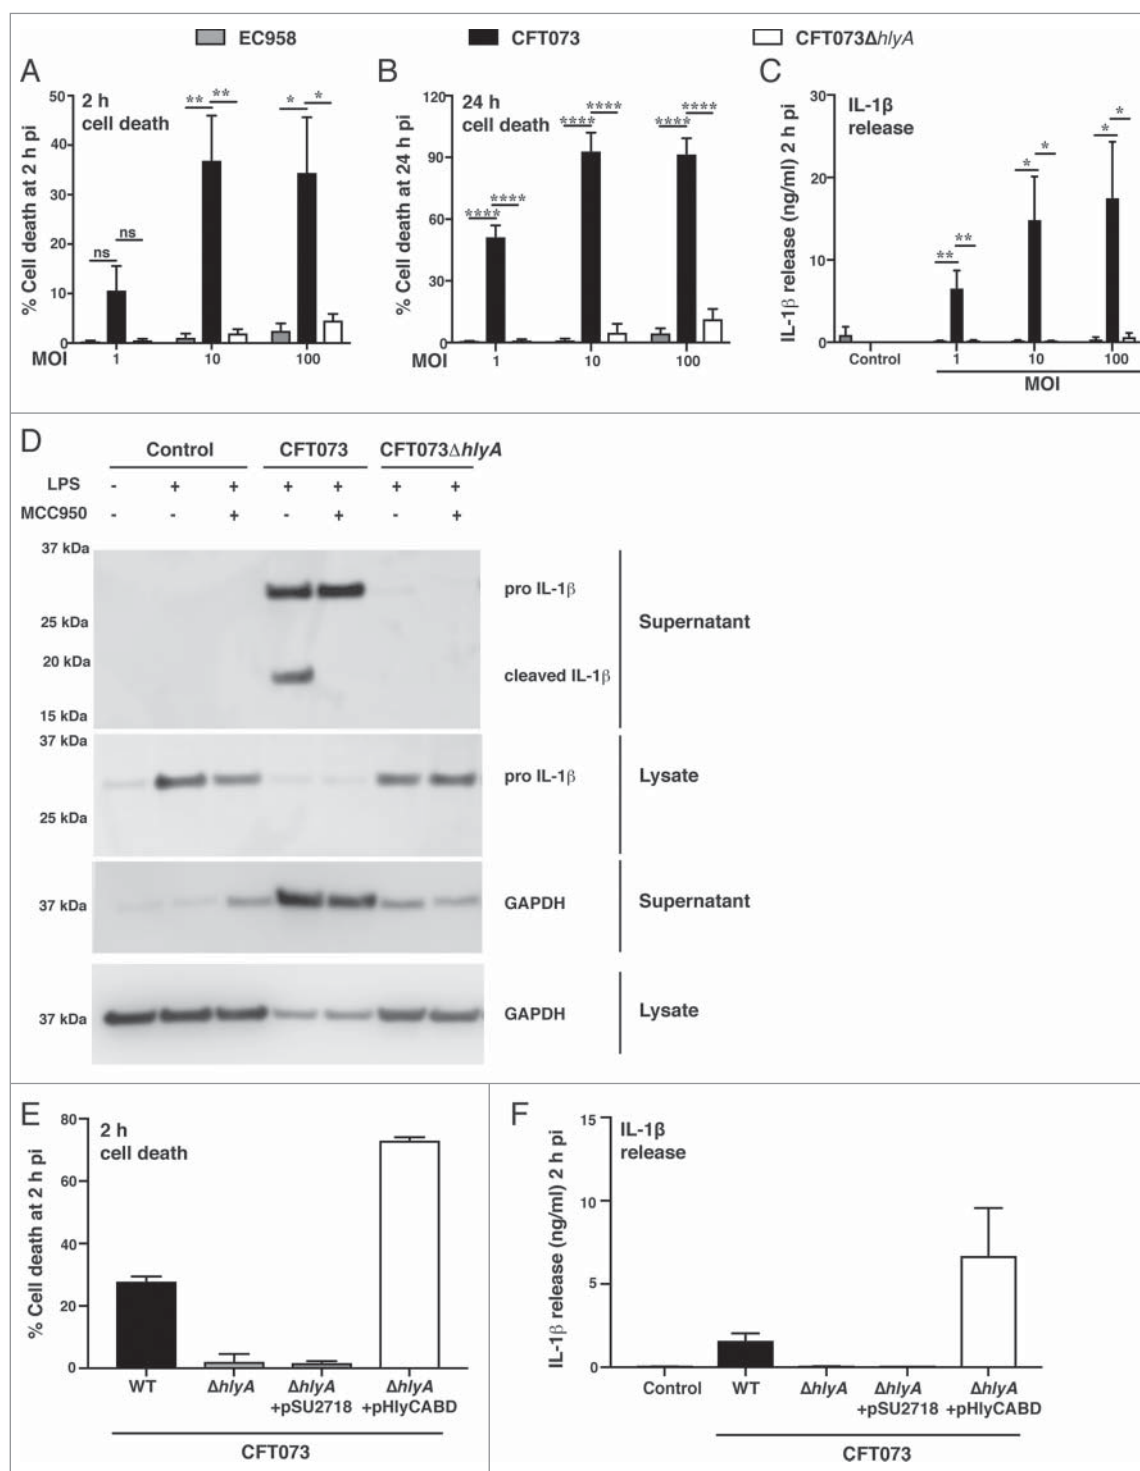 EC958 CFT073 CFT073ΔhlyA
A
2 h
cell death
% Cell death at 2 h pi
50
40
30
20
10
0
ns ns ** ** * *
MOI 1 10 100
B
24 h
cell death
% Cell death at 24 h pi
120
90
60
30
0
**** **** **** **** **** ****
MOI 1 10 100
C
IL-1β
release
IL-1β release (ng/ml) 2 h pi
30
20
10
0
** ** * * * *
Control 1 10 100
MOI
D
Control CFT073 CFT073ΔhlyA
LPS - + + + + + +
MCC950 - - + - + - +
37 kDa
pro IL-1β
25 kDa
Supernatant
20 kDa
cleaved IL-1β
15 kDa
37 kDa
pro IL-1β Lysate
25 kDa
37 kDa GAPDH Supernatant
37 kDa GAPDH Lysate
E
2 h
cell death
% Cell death at 2 h pi
80
60
40
20
0
WT ΔhlyA ΔhlyA ΔhlyA
+pSU2718 +pHlyCABD
CFT073
F
IL-1β
release
IL-1β release (ng/ml) 2 h pi
15
10
5
0
Control WT ΔhlyA ΔhlyA ΔhlyA
+pSU2718 +pHlyCABD
CFT073